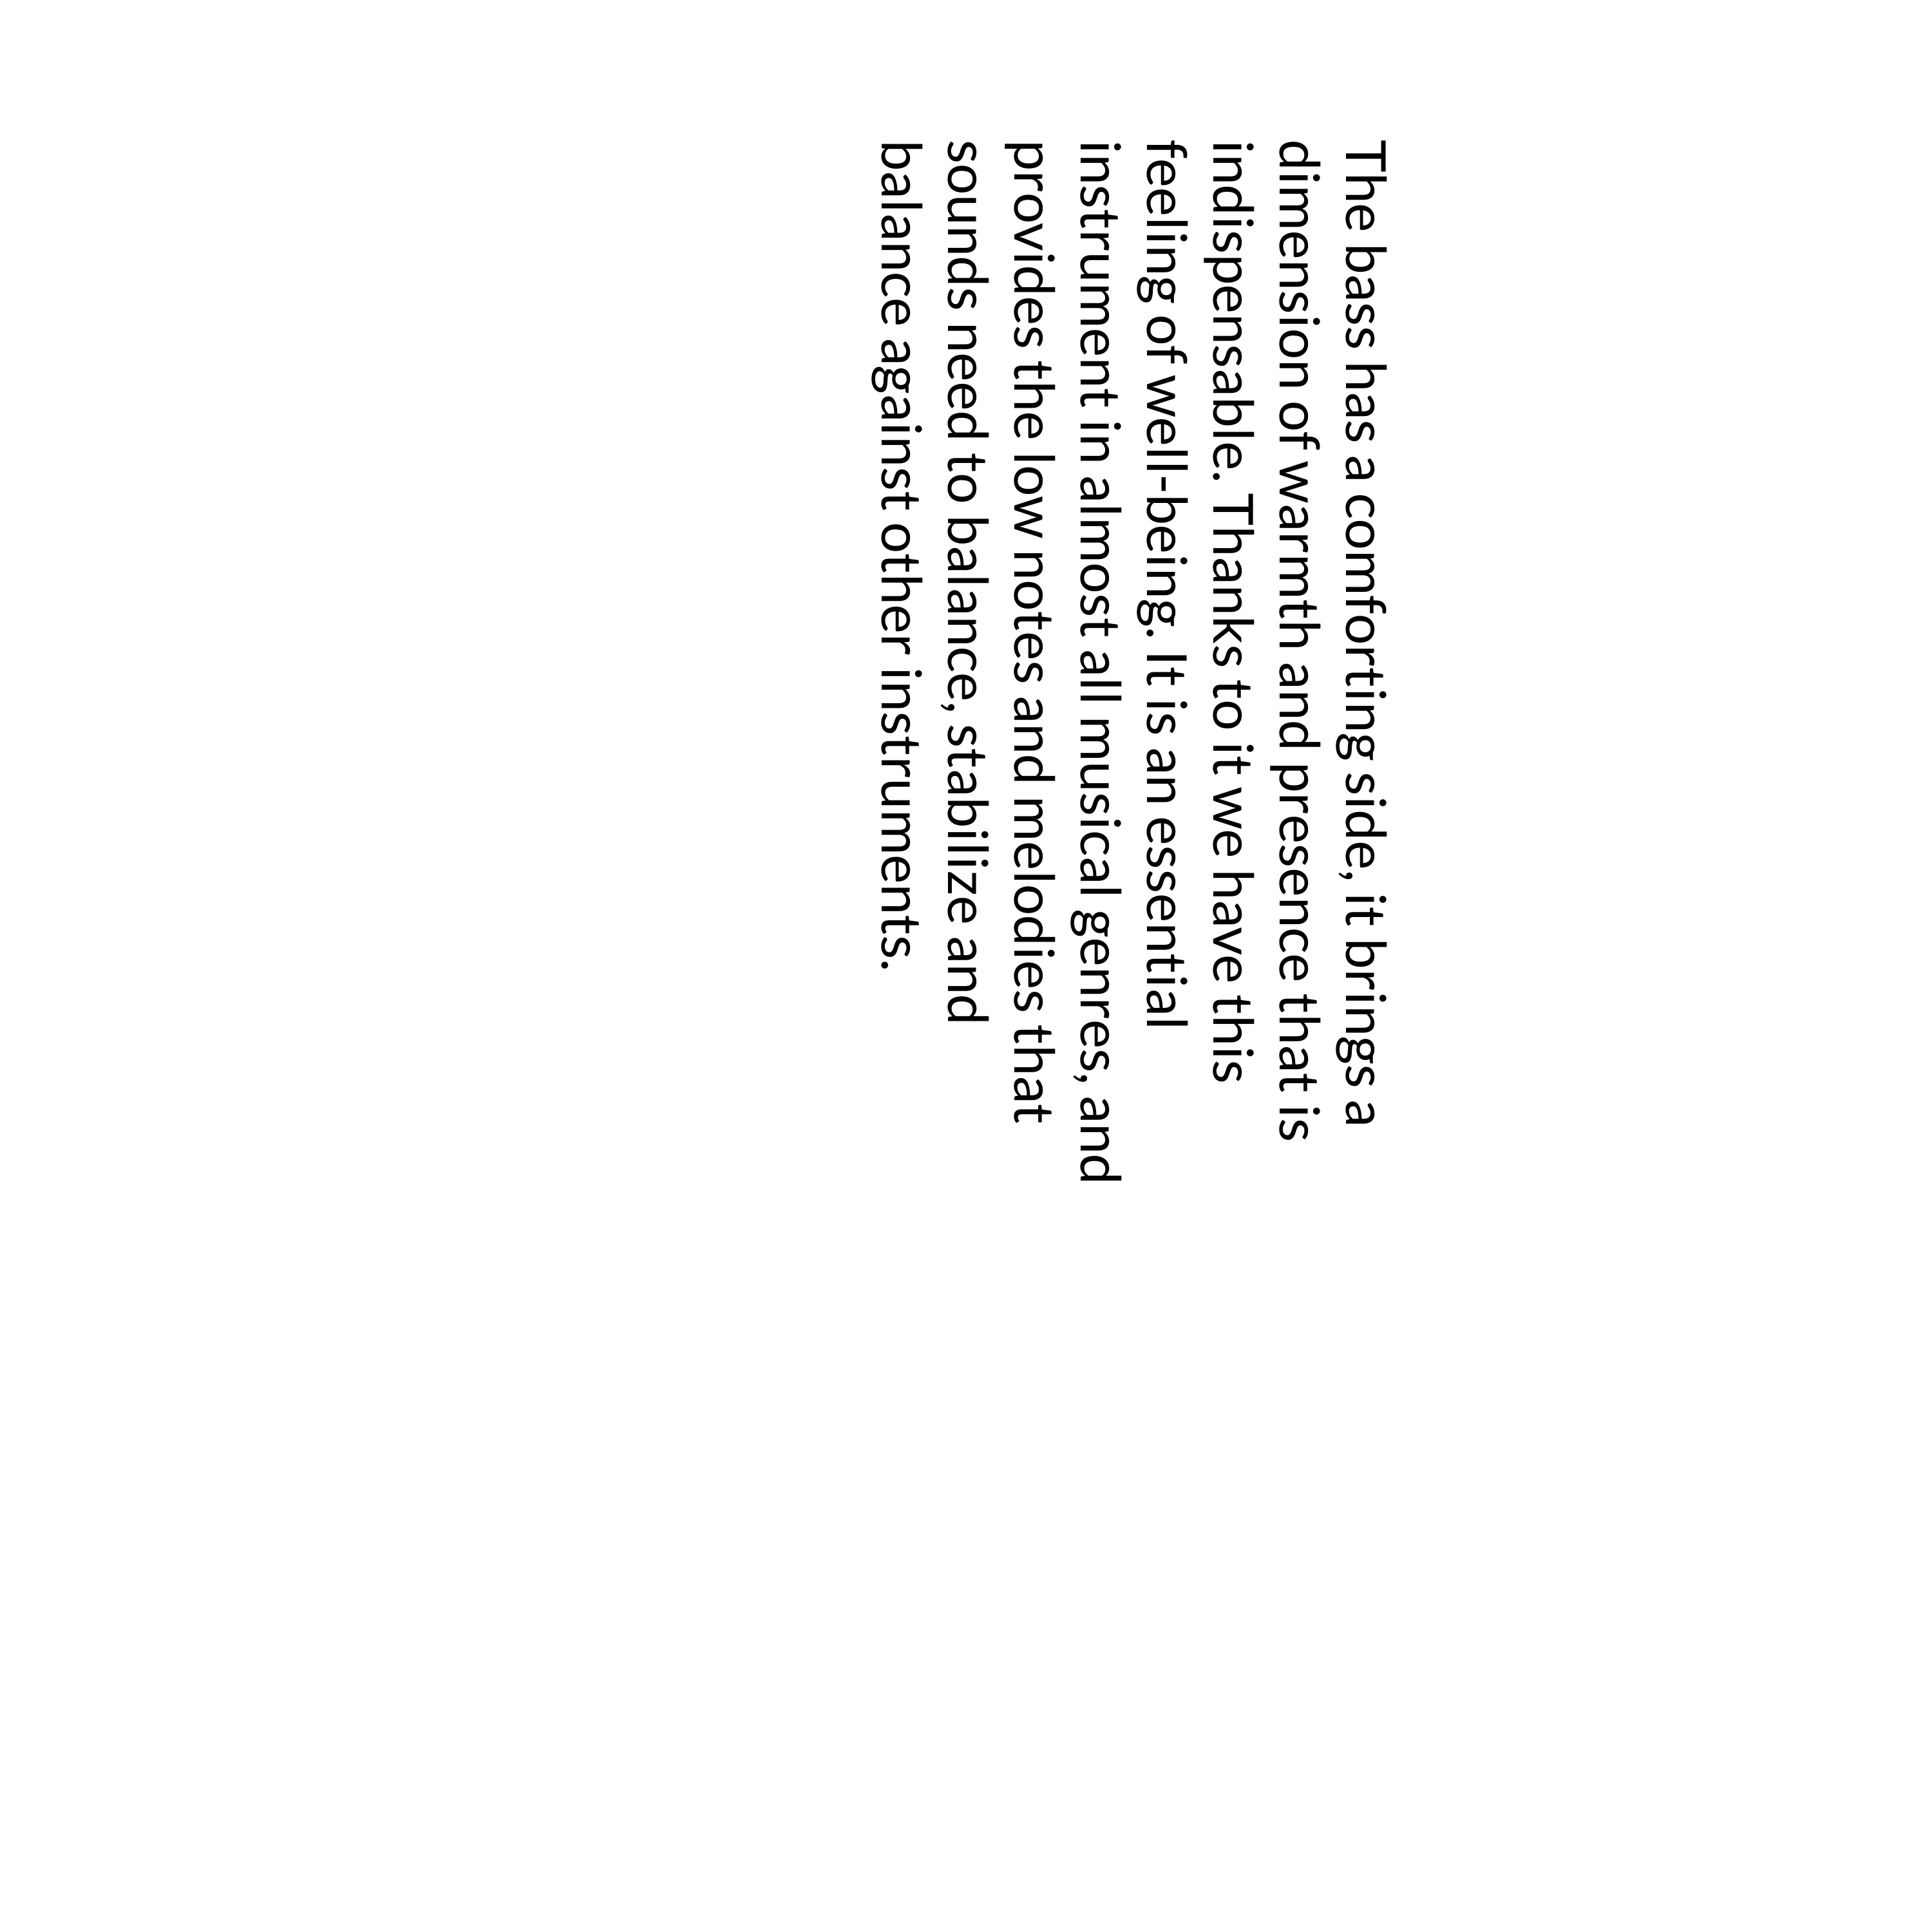 The bass has a comforting side, it brings a
dimension of warmth and presence that is
indispensable. Thanks to it we have this
feeling of well-being. It is an essential
instrument in almost all musical genres, and
provides the low notes and melodies that
sounds need to balance, stabilize and
balance against other instruments.